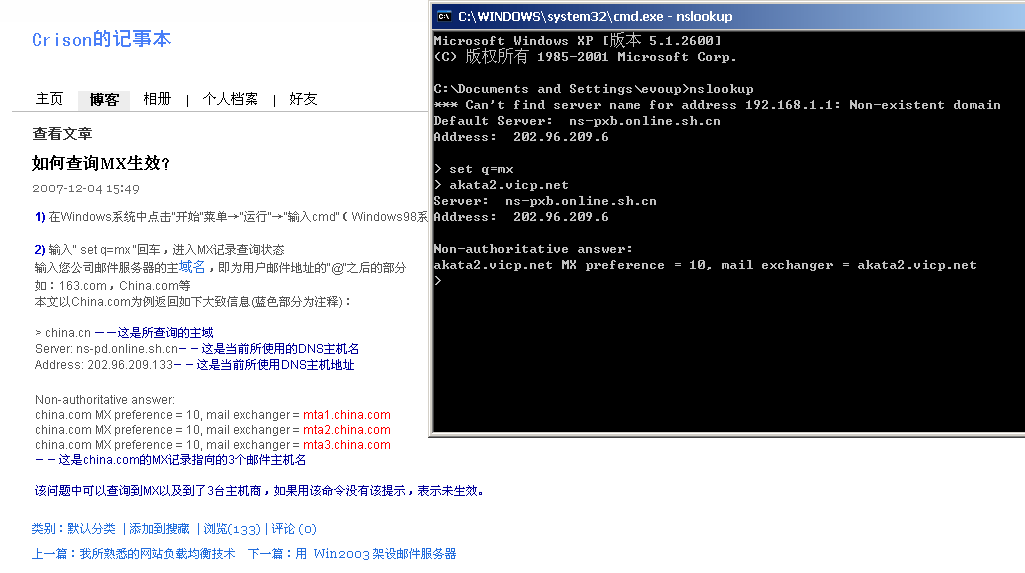 Crison的记事本
主页 博客 相册 | 个人档案 | 好友
查看文章
如何查询MX生效?
2007-12-04 15:49
1) 在Windows系统中点击"开始"菜单→"运行"→"输入cmd"( Windows98系
2) 输入" set q=mx "回车，进入MX记录查询状态
输入您公司邮件服务器的主域名，即为用户邮件地址的"@"之后的部分
如：163.com，China.com等
本文以China.com为例返回如下大致信息(蓝色部分为注释)：
> china.cn －－这是所查询的主域
Server: ns-pd.online.sh.cn－－这是当前所使用的DNS主机名
Address: 202.96.209.133－－这是当前所使用DNS主机地址
Non-authoritative answer:
china.com MX preference = 10, mail exchanger = mta1.china.com
china.com MX preference = 10, mail exchanger = mta2.china.com
china.com MX preference = 10, mail exchanger = mta3.china.com
－－这是china.com的MX记录指向的3个邮件主机名
该问题中可以查询到MX以及到了3台主机商，如果用该命令没有该提示，表示未生效。
类别：默认分类 | 添加到搜藏 | 浏览(133) | 评论 (0)
上一篇：我所熟悉的网站负载均衡技术 下一篇：用 Win2003 架设邮件服务器
C:\WINDOWS\system32\cmd.exe - nslookup
Microsoft Windows XP [版本 5.1.2600]
(C) 版权所有 1985-2001 Microsoft Corp.
C:\Documents and Settings\evoup>nslookup
*** Can't find server name for address 192.168.1.1: Non-existent domain
Default Server:  ns-pxb.online.sh.cn
Address:  202.96.209.6
> set q=mx
> akata2.vicp.net
Server:  ns-pxb.online.sh.cn
Address:  202.96.209.6
Non-authoritative answer:
akata2.vicp.net MX preference = 10, mail exchanger = akata2.vicp.net
>